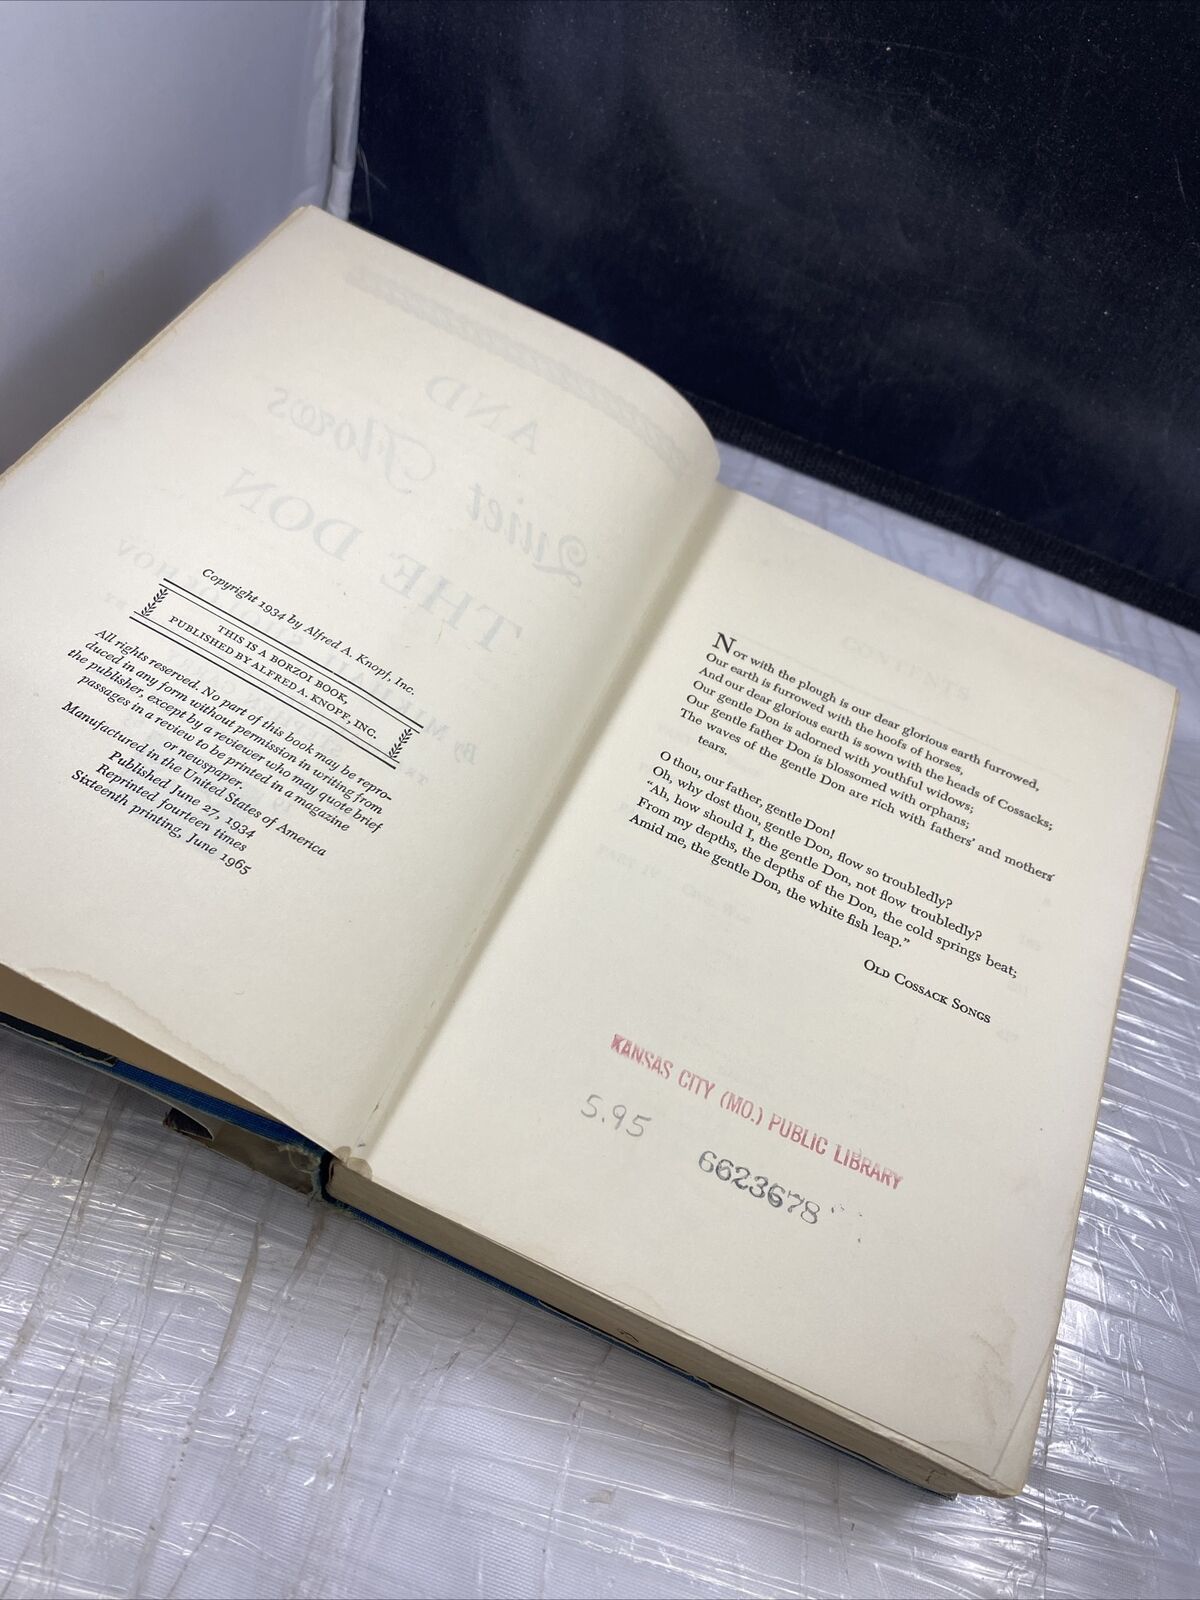 Copyright 1934 by Alfred A. Knopf, Inc.
THIS IS A BORZOI BOOK,
PUBLISHED BY ALFRED A. KNOPF, INC.
All rights reserved. No part of this book may be repro-
duced in any form without permission in writing from
the publisher, except by a reviewer who may quote brief
passages in a review to be printed in a magazine
or newspaper.
Manufactured in the United States of America
Published June 27, 1934
Reprinted fourteen times
Sixteenth printing, June 1965
AND
Quiet Flows
THE DON
Not with the plough is our dear glorious earth furrowed,
Our earth is furrowed with the hoofs of horses,
And our dear glorious earth is sown with the heads of Cossacks;
Our gentle Don is adorned with youthful widows;
Our gentle father Don is blossomed with orphans;
The waves of the gentle Don are rich with fathers' and mothers'
tears.
O thou, our father, gentle Don!
Oh, why dost thou, gentle Don, flow so troubledly?
"Ah, how should I, the gentle Don, not flow troubledly?
From my depths, the depths of the Don, the cold springs beat;
Amid me, the gentle Don, the white fish leap."
Old Cossack Songs
KANSAS CITY (MO.) PUBLIC LIBRARY
5.95
6623678